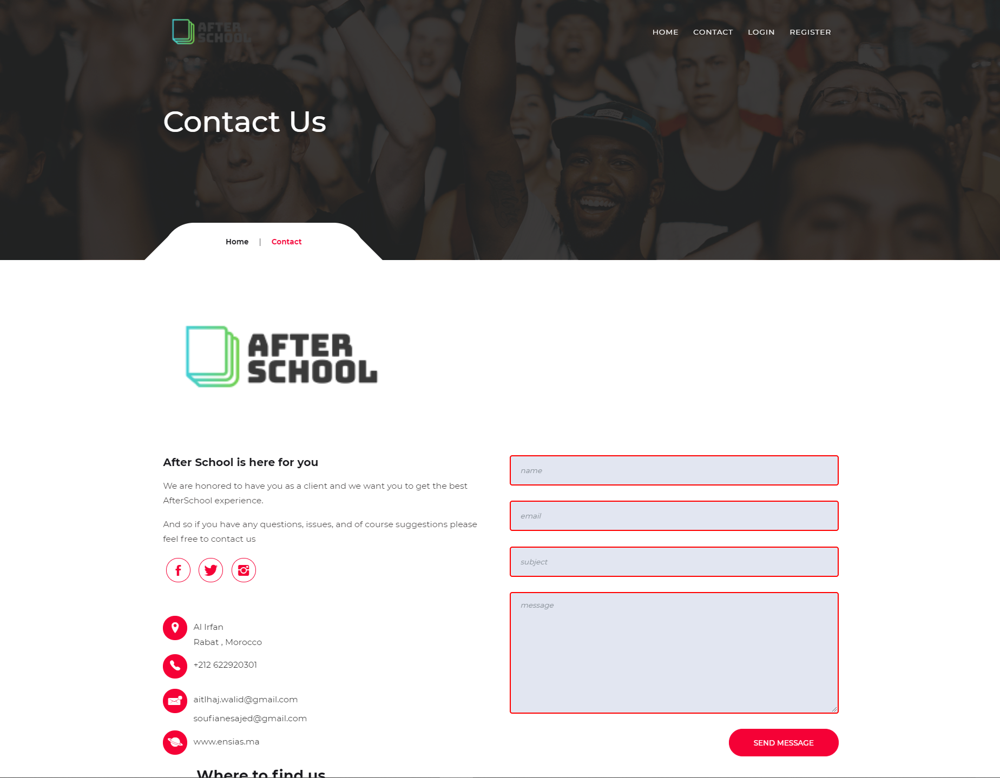 AFTER
SCHOOL
HOME CONTACT LOGIN REGISTER
Contact Us
Home | Contact
AFTER
SCHOOL
After School is here for you
We are honored to have you as a client and we want you to get the best
AfterSchool experience.
And so if you have any questions, issues, and of course suggestions please
feel free to contact us
Al Irfan
Rabat , Morocco
+212 622920301
aitlhaj.walid@gmail.com
soufianesajed@gmail.com
www.ensias.ma
name
email
subject
message
SEND MESSAGE
Where to find us